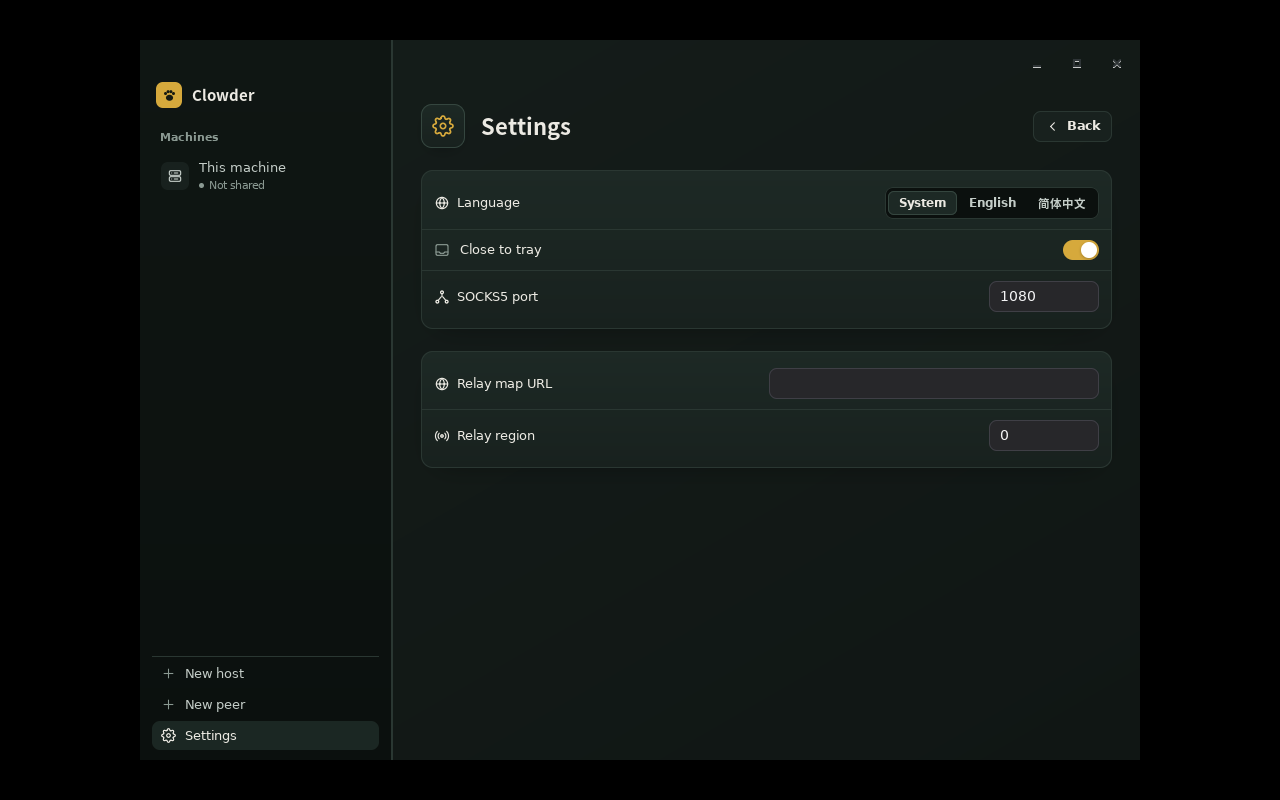 Clowder
Machines
This machine
Not shared
New host
New peer
Settings
Settings
Back
Language
System
English
简体中文
Close to tray
SOCKS5 port
1080
Relay map URL
Relay region
0